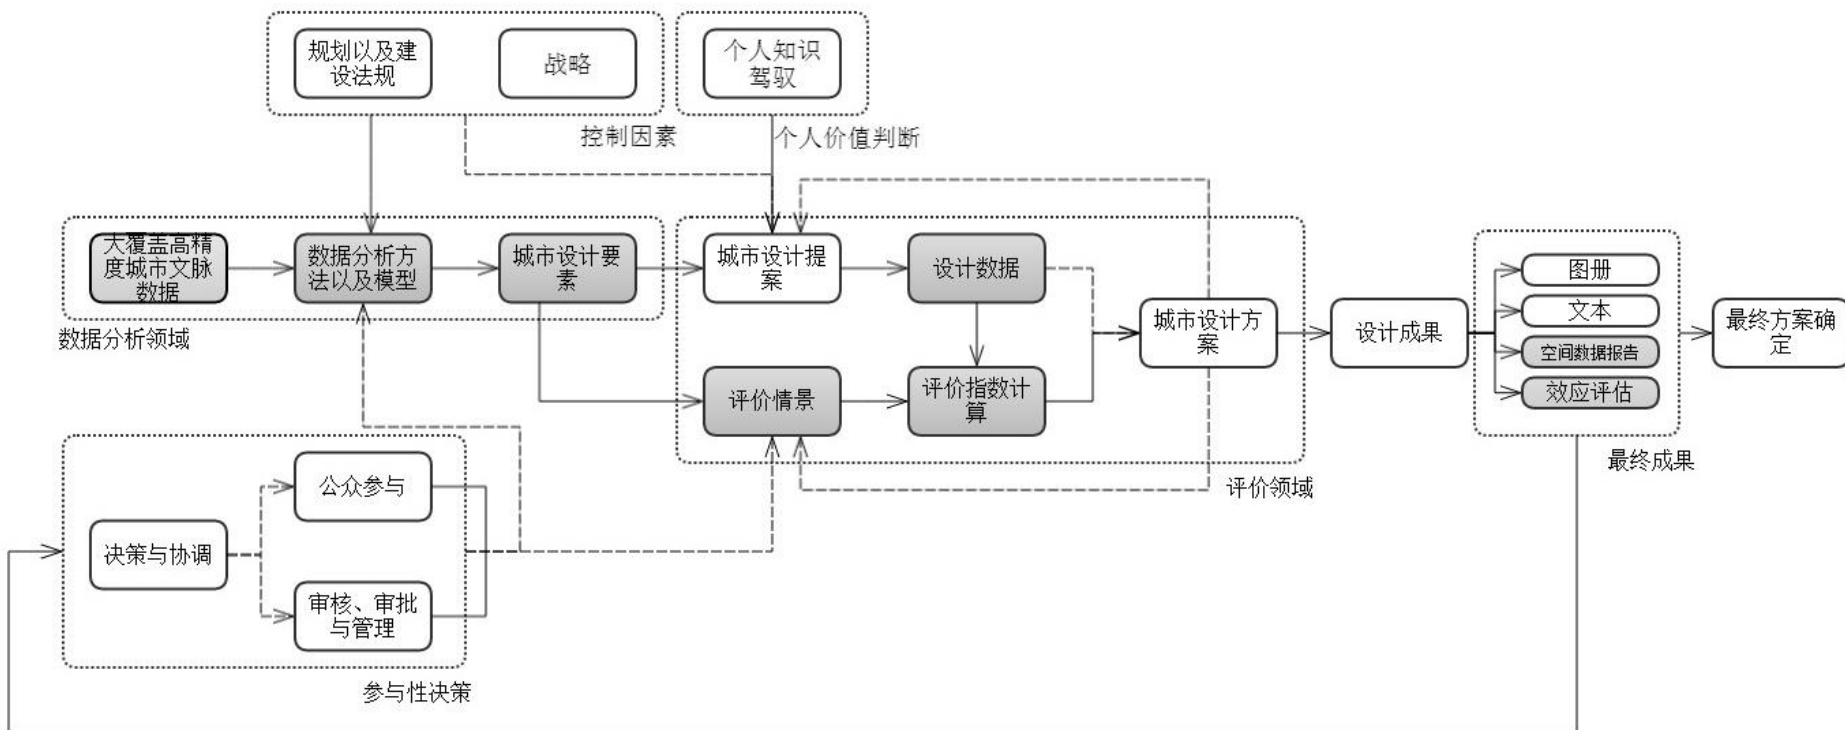 规划以及建
设法规
战略
个人知识
驾驭
控制因素
个人价值判断
大覆盖高精
度城市文脉
数据
数据分析方
法以及模型
城市设计要
素
数据分析领域
城市设计提
案
设计数据
评价情景
评价指数计
算
城市设计方
案
评价领域
设计成果
图册
文本
空间数据报告
效应评估
最终成果
最终方案确
定
决策与协调
公众参与
审核、审批
与管理
参与性决策